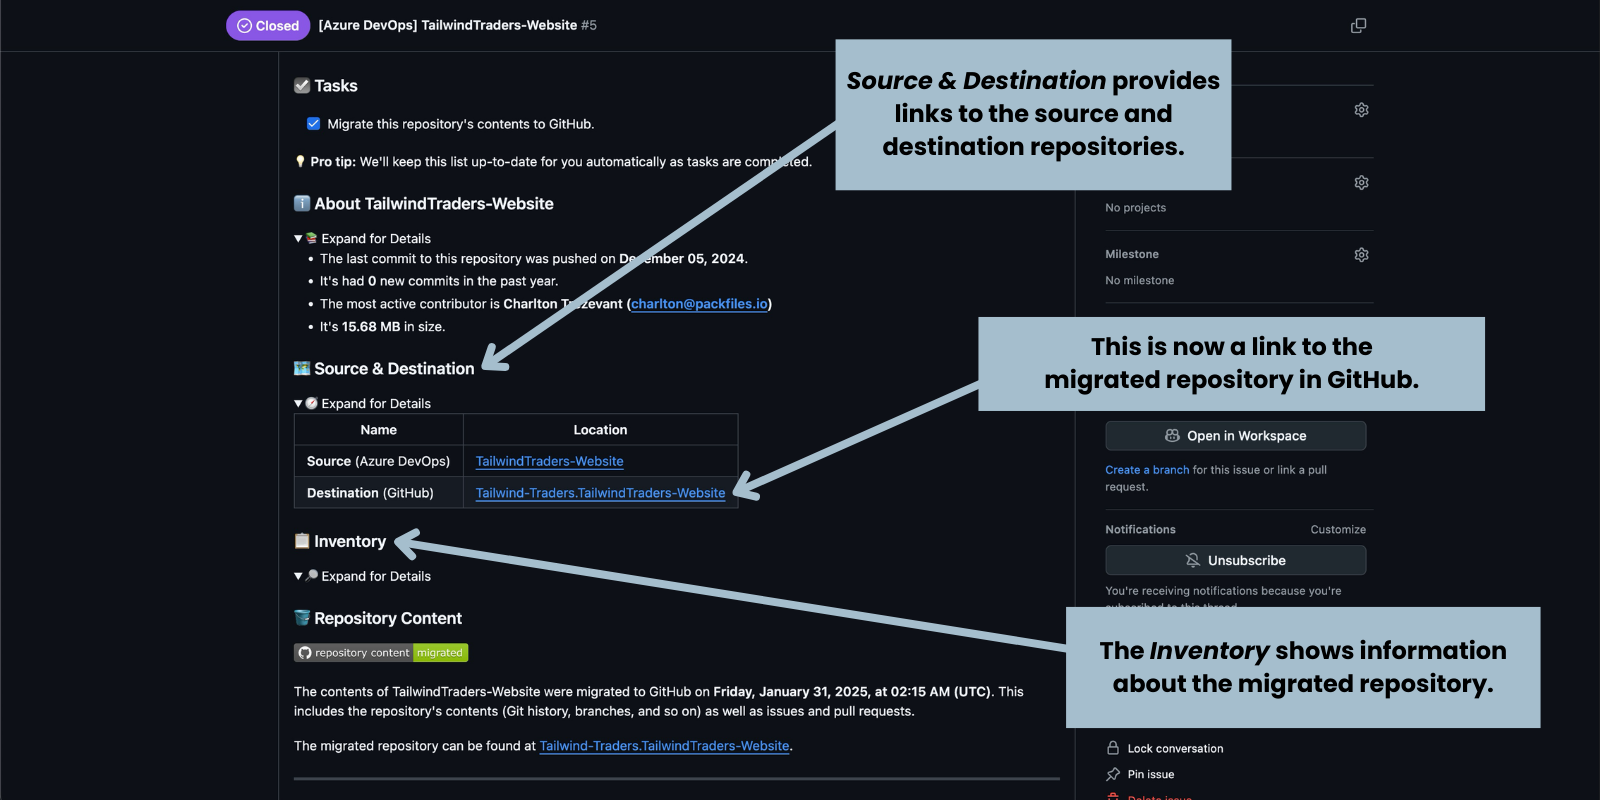 Closed [Azure DevOps] TailwindTraders-Website #5
Tasks
Migrate this repository's contents to GitHub.
Pro tip: We'll keep this list up-to-date for you automatically as tasks are completed.
About TailwindTraders-Website
Expand for Details
The last commit to this repository was pushed on December 05, 2024.
It's had 0 new commits in the past year.
The most active contributor is Charlton Trezevant (charlton@packfiles.io)
It's 15.68 MB in size.
Source & Destination
Expand for Details
Name Location
Source (Azure DevOps) TailwindTraders-Website
Destination (GitHub) Tailwind-Traders.TailwindTraders-Website
Inventory
Expand for Details
Repository Content
repository content migrated
The contents of TailwindTraders-Website were migrated to GitHub on Friday, January 31, 2025, at 02:15 AM (UTC). This
includes the repository's contents (Git history, branches, and so on) as well as issues and pull requests.
The migrated repository can be found at Tailwind-Traders.TailwindTraders-Website.
Source & Destination provides
links to the source and
destination repositories.
No projects
Milestone
No milestone
This is now a link to the
migrated repository in GitHub.
Open in Workspace
Create a branch for this issue or link a pull
request.
Notifications Customize
Unsubscribe
You're receiving notifications because you're
subscribed to this thread.
The Inventory shows information
about the migrated repository.
Lock conversation
Pin issue
Delete issue